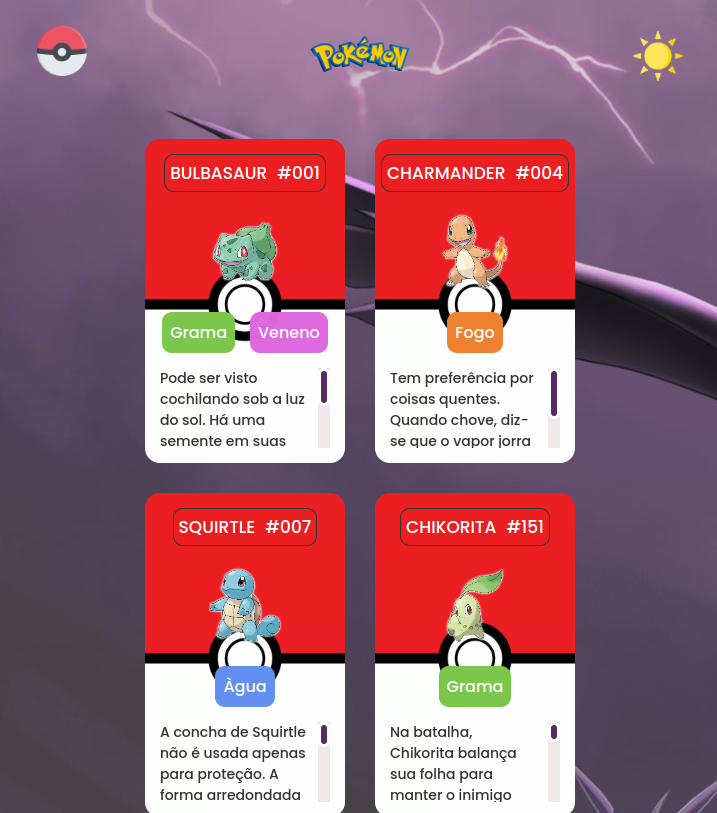 POKéMON
BULBASAUR #001
CHARMANDER #004
Grama
Veneno
Fogo
Pode ser visto
cochilando sob a luz
do sol. Há uma
semente em suas
Tem preferência por
coisas quentes.
Quando chove, diz-
se que o vapor jorra
SQUIRTLE #007
CHIKORITA #151
Àgua
Grama
A concha de Squirtle
não é usada apenas
para proteção. A
forma arredondada
Na batalha,
Chikorita balança
sua folha para
manter o inimigo